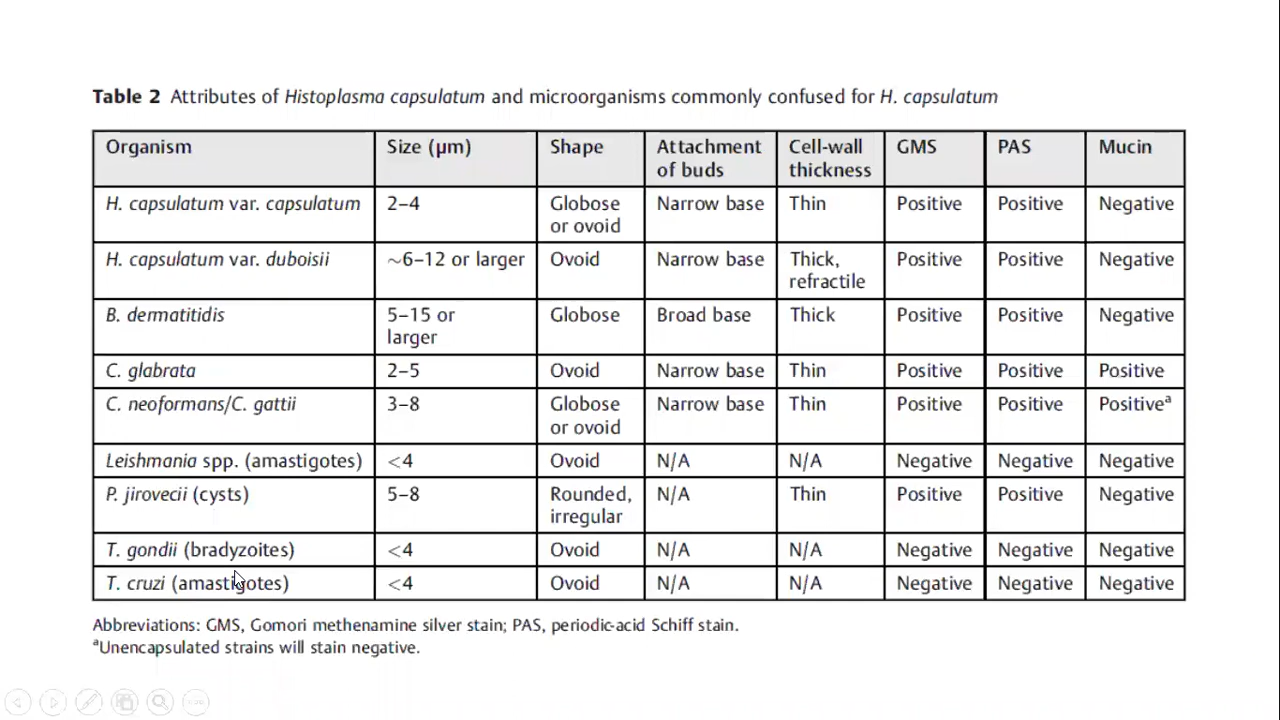 Table 2 Attributes of Histoplasma capsulatum and microorganisms commonly confused for H. capsulatum
Organism Size (μm) Shape Attachment of buds Cell-wall thickness GMS PAS Mucin
H. capsulatum var. capsulatum 2–4 Globose or ovoid Narrow base Thin Positive Positive Negative
H. capsulatum var. duboisii ~6–12 or larger Ovoid Narrow base Thick, refractile Positive Positive Negative
B. dermatitidis 5–15 or larger Globose Broad base Thick Positive Positive Negative
C. glabrata 2–5 Ovoid Narrow base Thin Positive Positive Positive
C. neoformans/C. gattii 3–8 Globose or ovoid Narrow base Thin Positive Positive Positiveᵃ
Leishmania spp. (amastigotes) <4 Ovoid N/A N/A Negative Negative Negative
P. jirovecii (cysts) 5–8 Rounded, irregular N/A Thin Positive Positive Negative
T. gondii (bradyzoites) <4 Ovoid N/A N/A Negative Negative Negative
T. cruzi (amastigotes) <4 Ovoid N/A N/A Negative Negative Negative
Abbreviations: GMS, Gomori methenamine silver stain; PAS, periodic-acid Schiff stain.
ᵃUnencapsulated strains will stain negative.